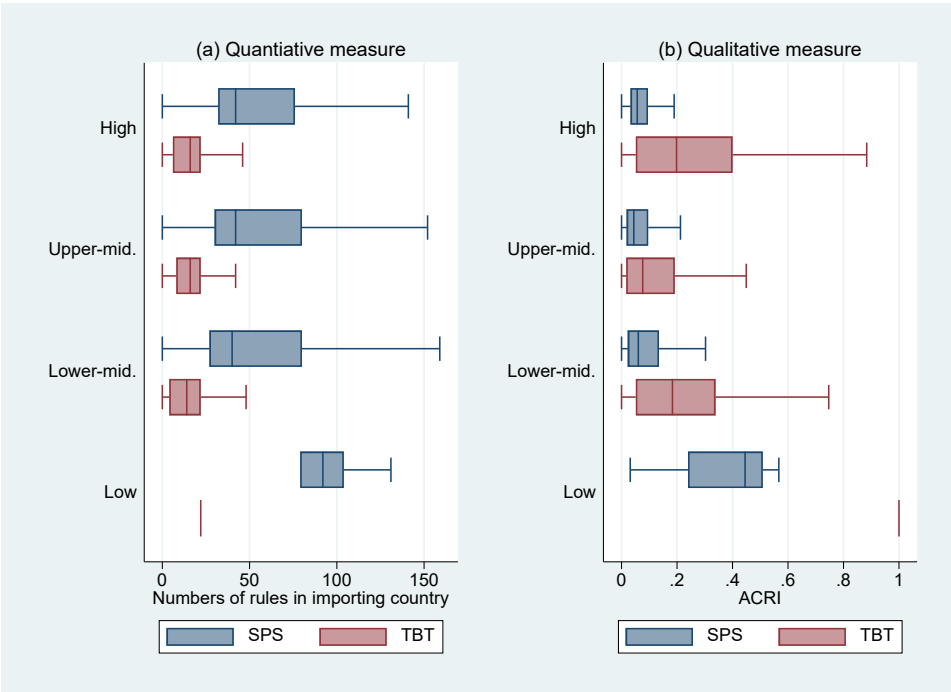 (a) Quantiative measure
High
Upper-mid.
Lower-mid.
Low
0 50 100 150
Numbers of rules in importing country
SPS TBT
(b) Qualitative measure
High
Upper-mid.
Lower-mid.
Low
0 .2 .4 .6 .8 1
ACRI
SPS TBT